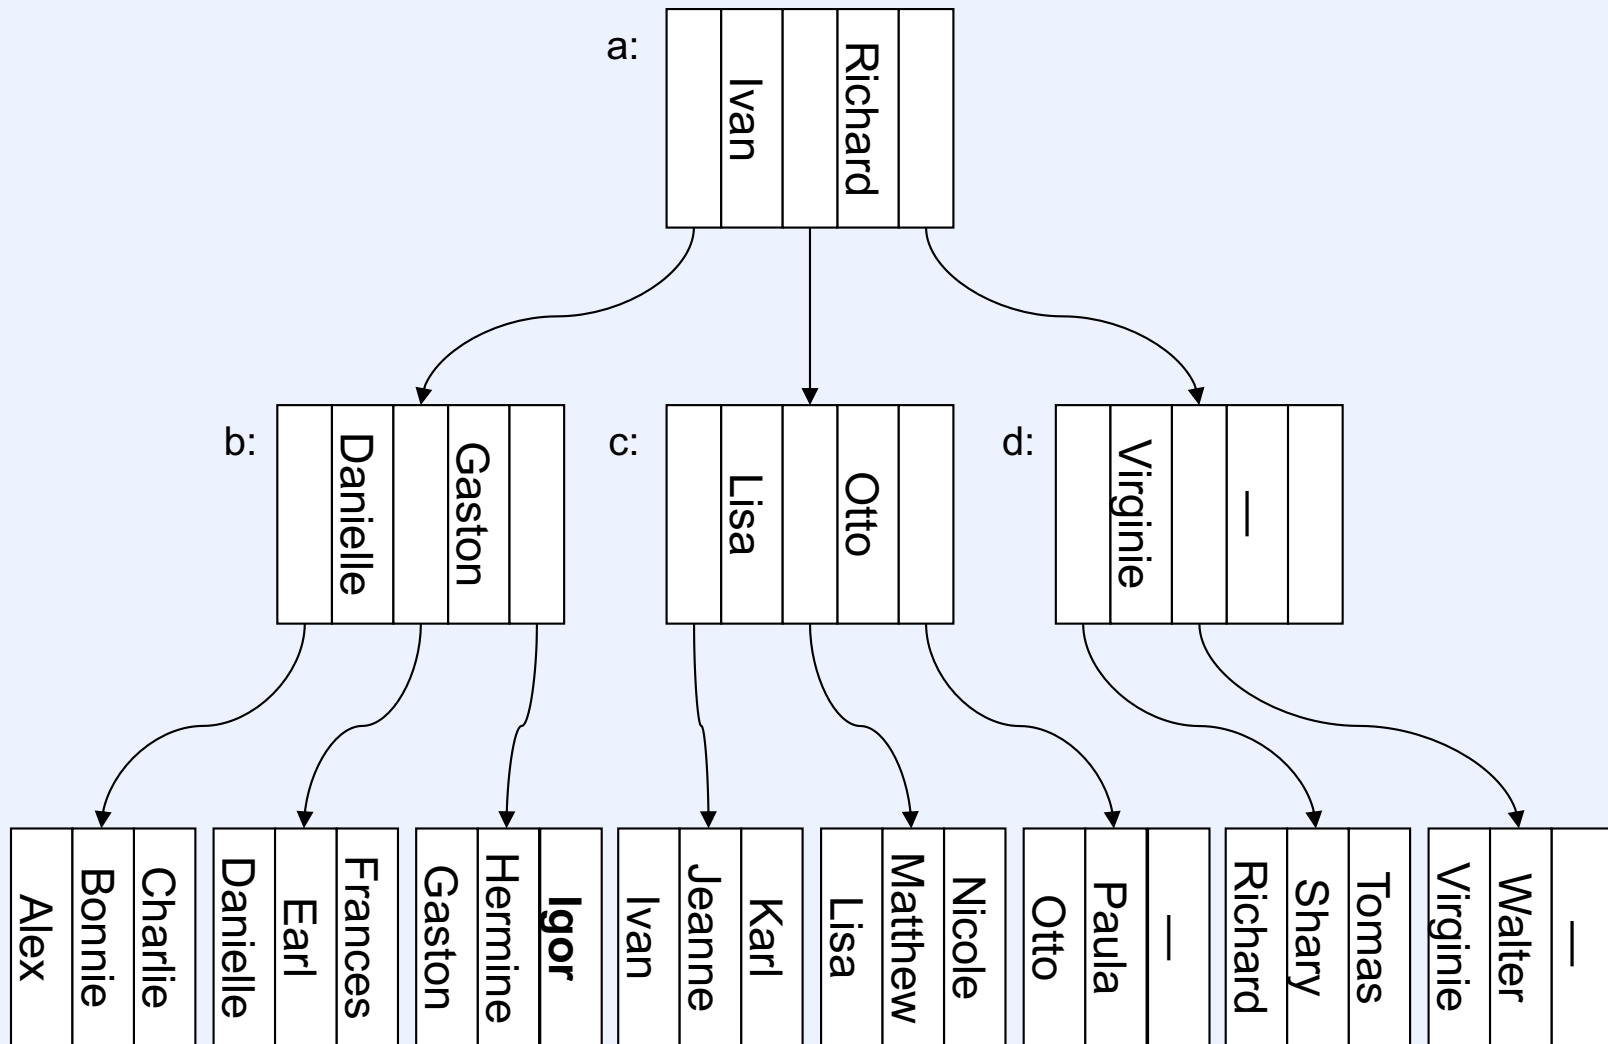 a:
Ivan
Richard
b:
Danielle
Gaston
c:
Lisa
Otto
d:
Virginie
—
Alex
Bonnie
Charlie
Danielle
Earl
Frances
Gaston
Hermine
Igor
Ivan
Jeanne
Karl
Lisa
Matthew
Nicole
Otto
Paula
—
Richard
Shary
Tomas
Virginie
Walter
—